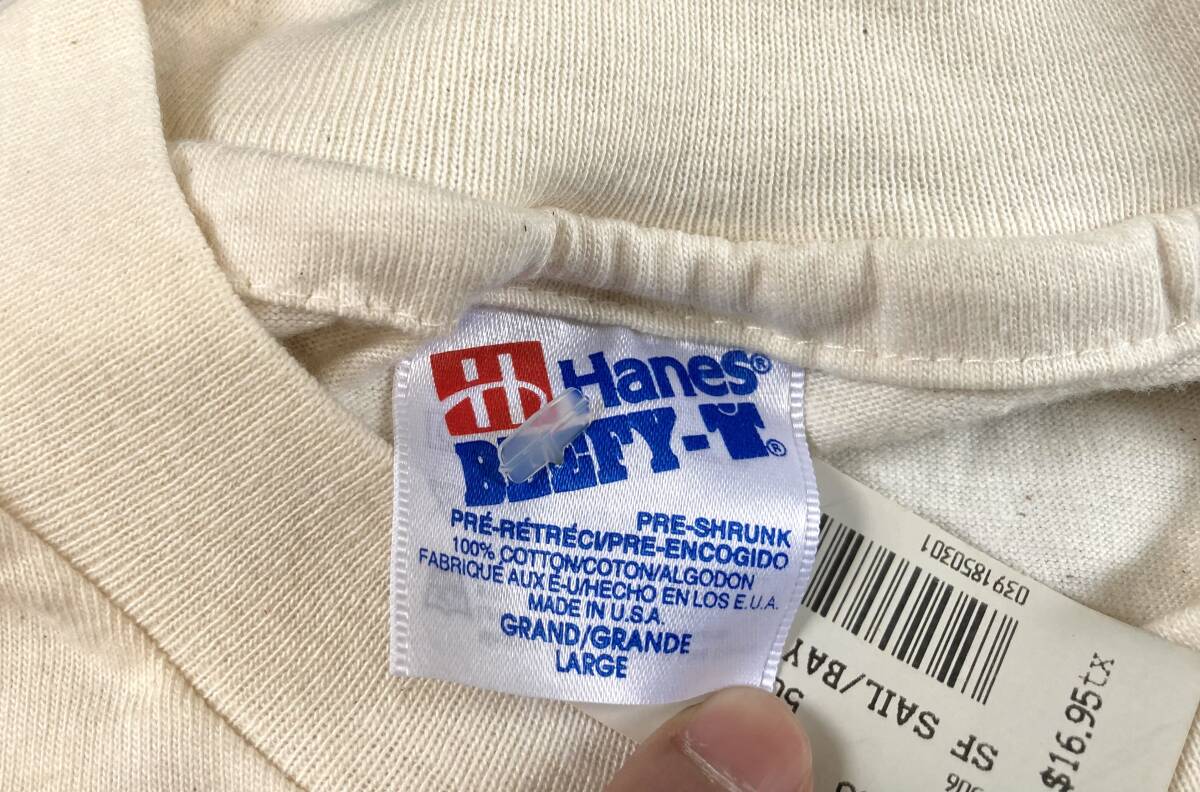 Hanes®
BEEFY-T®
PRE-SHRUNK
PRÉ-RÉTRÉCI/PRE-ENCOGIDO
100% COTTON/COTON/ALGODON
FABRIQUE AUX É-U/HECHO EN LOS E.U.A.
MADE IN U.S.A.
GRAND/GRANDE
LARGE
0391850301
SF SAIL/BAY
$16.95tx